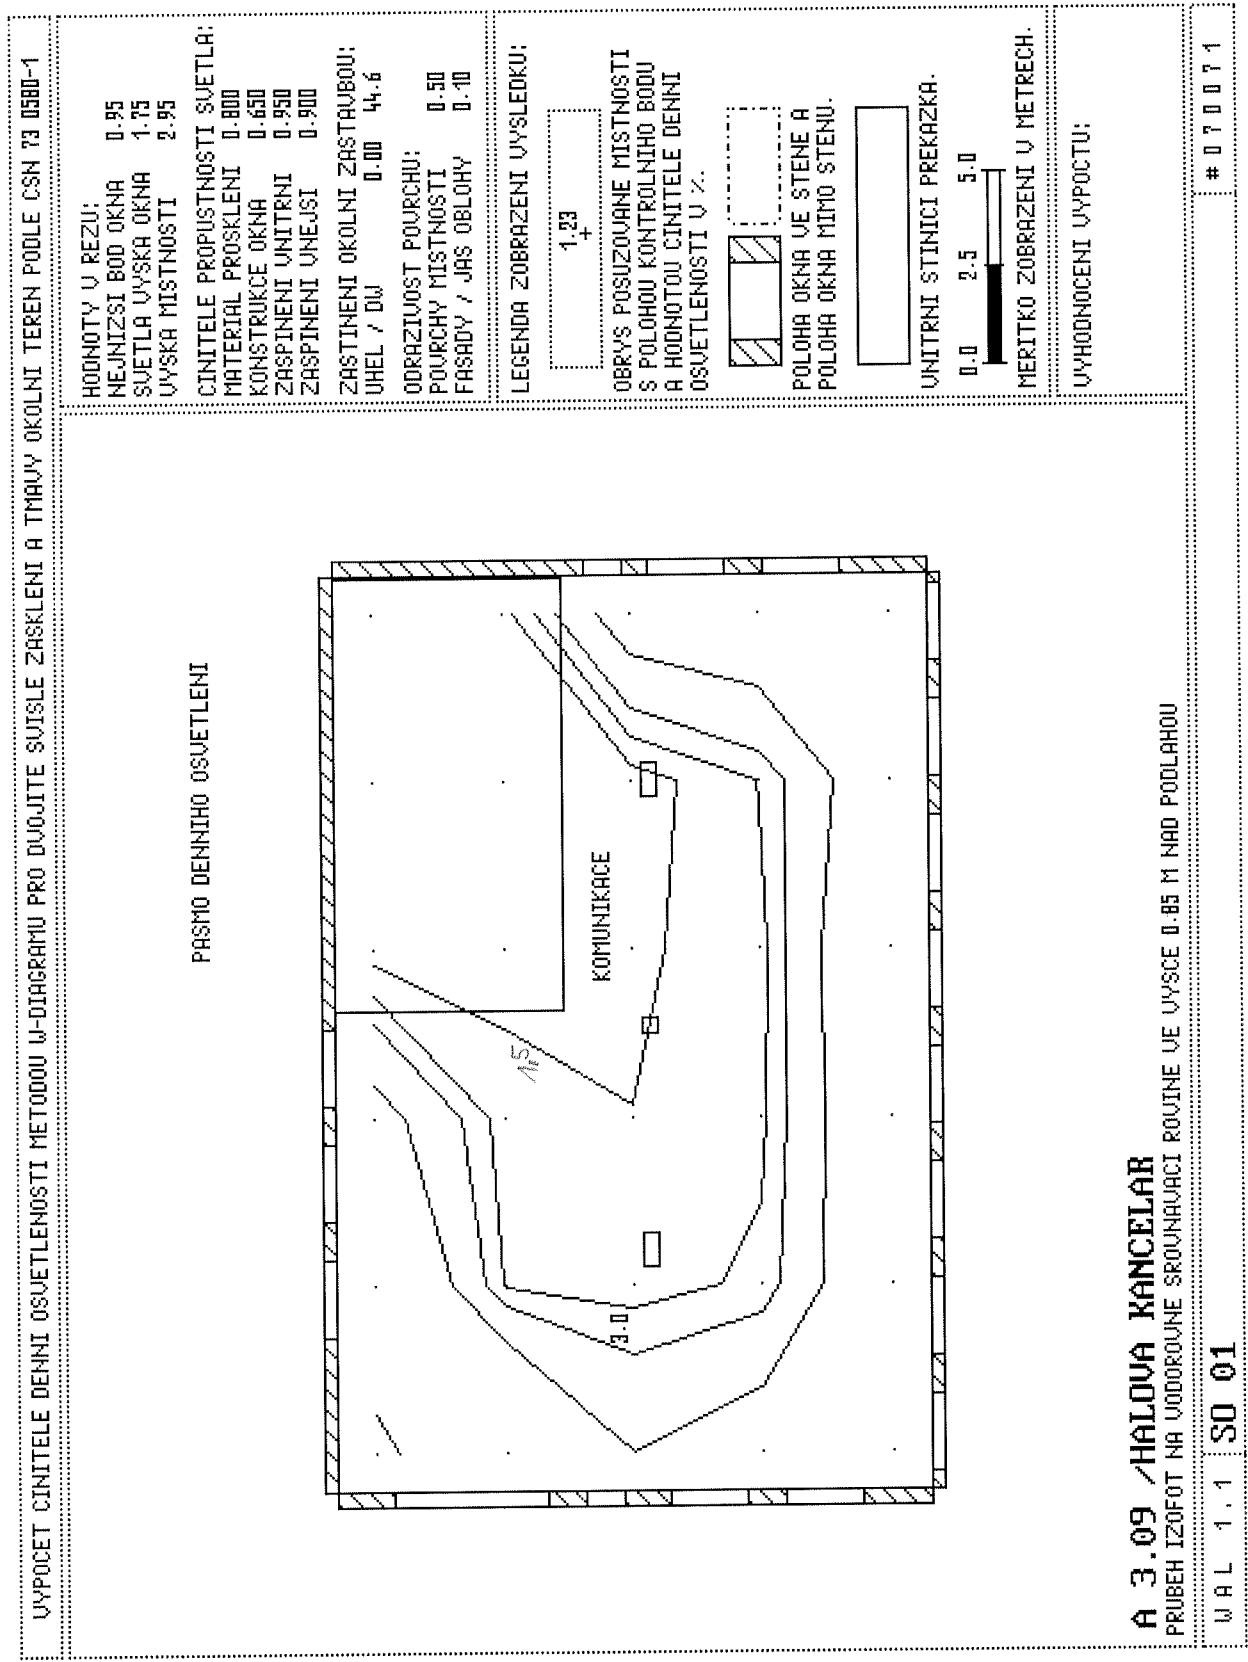 VYPOCET CINITELE DENNI OSVETLENOSTI METODOU W-DIAGRAMU PRO DVOJITE SVISLE ZASKLENI A TMAVY OKOLNI TEREN PODLE CSN 73 0580-1
HODNOTY V REZU:
NEJNIZSI BOD OKNA 0.95
SVETLA VYSKA OKNA 1.75
VYSKA MISTNOSTI 2.95
CINITELE PROPUSTNOSTI SVETLA:
MATERIAL PROSKLENI 0.800
KONSTRUKCE OKNA 0.650
ZASPINENI VNITRNI 0.950
ZASPINENI VNEJSI 0.900
ZASTINENI OKOLNI ZASTAVBOU:
UHEL / DW 0.00 44.6
ODRAZIVOST POVRCHU:
POVRCHY MISTNOSTI 0.50
FASADY / JAS OBLOHY 0.10
LEGENDA ZOBRAZENI VYSLEDKU:
1.23
+
OBRYS POSUZOVANE MISTNOSTI
S POLOHOU KONTROLNIHO BODU
A HODNOTOU CINITELE DENNI
OSVETLENOSTI V %.
POLOHA OKNA VE STENE A
POLOHA OKNA MIMO STENU.
VNITRNI STINICI PREKAZKA.
0.0 2.5 5.0
MERITKO ZOBRAZENI V METRECH.
VYHODNOCENI VYPOCTU:
PASMO DENNIHO OSVETLENI
KOMUNIKACE
1,5
3.0
A 3.09 /HALOVA KANCELAR
PRUBEH IZOFOT NA VODOROVNE SROVNAVACI ROVINE VE VYSCE 0.85 M NAD PODLAHOU
WAL 1.1 SO 01 # 070071